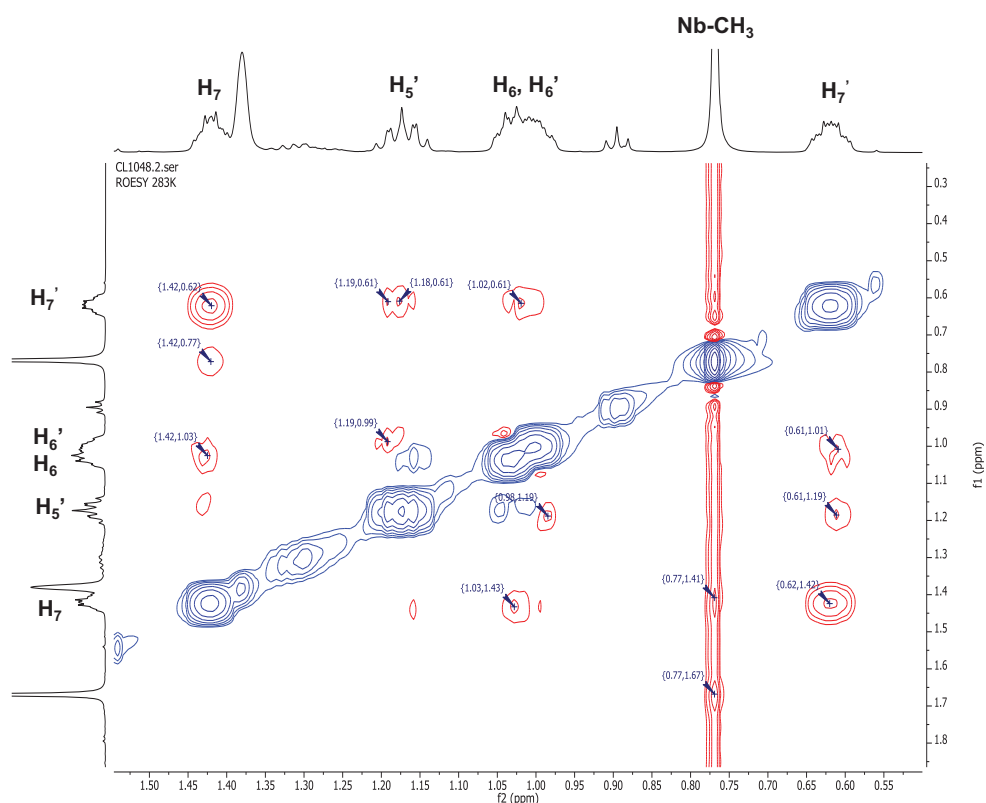 Nb-CH₃
H₇
H₅'
H₆, H₆'
H₇'
CL1048.2.ser
ROESY 283K
H₇'
H₆'
H₆
H₅'
H₇
{1.42,0.62}
{1.19,0.61}
{1.18,0.61}
{1.02,0.61}
{1.42,0.77}
{1.42,1.03}
{1.19,0.99}
{0.61,1.01}
{0.98,1.19}
{0.61,1.19}
{1.03,1.43}
{0.77,1.41}
{0.62,1.42}
{0.77,1.67}
0.3
0.4
0.5
0.6
0.7
0.8
0.9
1.0
1.1
1.2
1.3
1.4
1.5
1.6
1.7
1.8
f1 (ppm)
1.50 1.45 1.40 1.35 1.30 1.25 1.20 1.15 1.10 1.05 1.00 0.95 0.90 0.85 0.80 0.75 0.70 0.65 0.60 0.55
f2 (ppm)